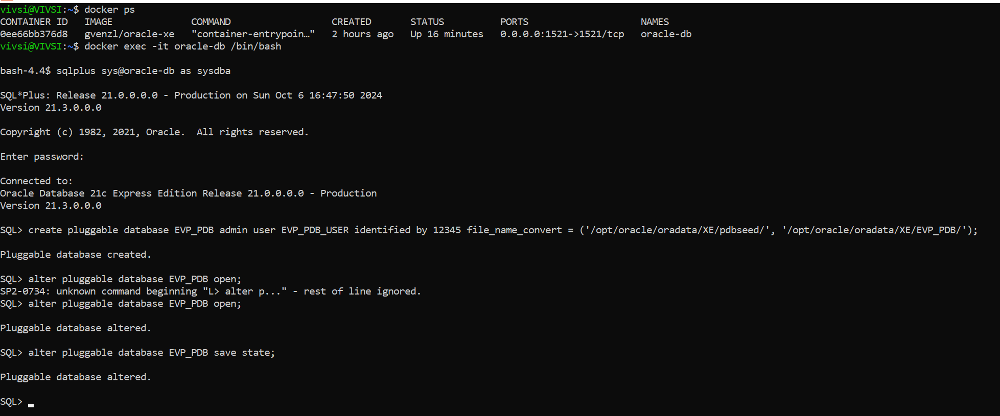 vivsi@VIVSI:~$ docker ps
CONTAINER ID   IMAGE              COMMAND                  CREATED       STATUS          PORTS                    NAMES
0ee66bb376d8   gvenzl/oracle-xe   "container-entrypoin…"   2 hours ago   Up 16 minutes   0.0.0.0:1521->1521/tcp   oracle-db
vivsi@VIVSI:~$ docker exec -it oracle-db /bin/bash
bash-4.4$ sqlplus sys@oracle-db as sysdba
SQL*Plus: Release 21.0.0.0.0 - Production on Sun Oct 6 16:47:50 2024
Version 21.3.0.0.0
Copyright (c) 1982, 2021, Oracle.  All rights reserved.
Enter password:
Connected to:
Oracle Database 21c Express Edition Release 21.0.0.0.0 - Production
Version 21.3.0.0.0
SQL> create pluggable database EVP_PDB admin user EVP_PDB_USER identified by 12345 file_name_convert = ('/opt/oracle/oradata/XE/pdbseed/', '/opt/oracle/oradata/XE/EVP_PDB/');
Pluggable database created.
SQL> alter pluggable database EVP_PDB open;
SP2-0734: unknown command beginning "L> alter p..." - rest of line ignored.
SQL> alter pluggable database EVP_PDB open;
Pluggable database altered.
SQL> alter pluggable database EVP_PDB save state;
Pluggable database altered.
SQL>